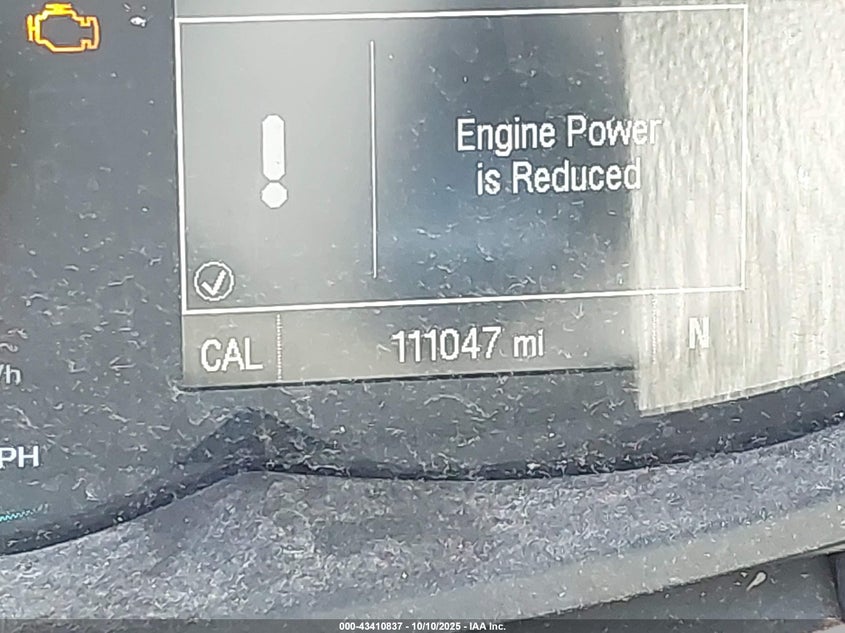 Engine Power
is Reduced
CAL 111047 mi N
/h
PH
000-43410837 - 10/10/2025 - IAA Inc.